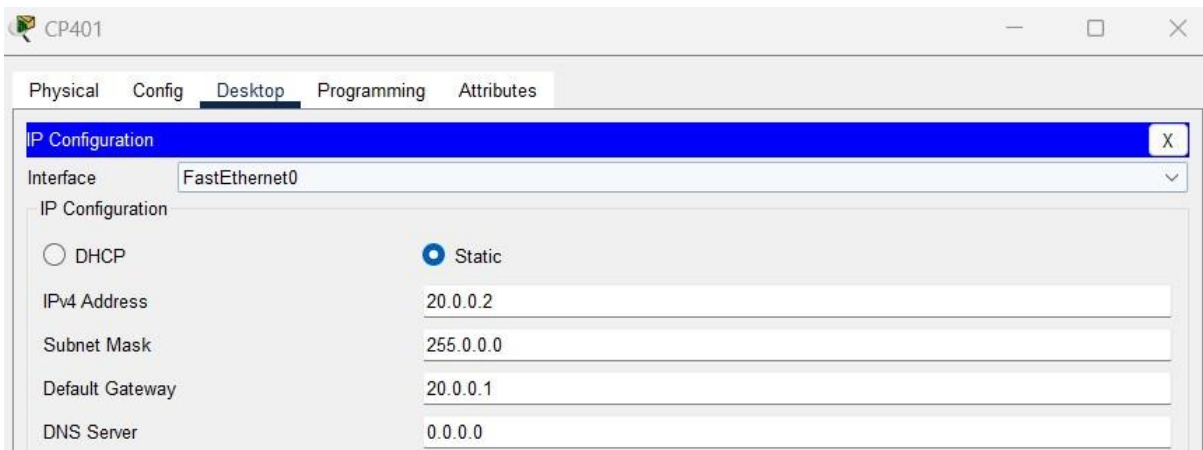 CP401
Physical Config Desktop Programming Attributes
IP Configuration X
Interface FastEthernet0
IP Configuration
DHCP Static
IPv4 Address 20.0.0.2
Subnet Mask 255.0.0.0
Default Gateway 20.0.0.1
DNS Server 0.0.0.0